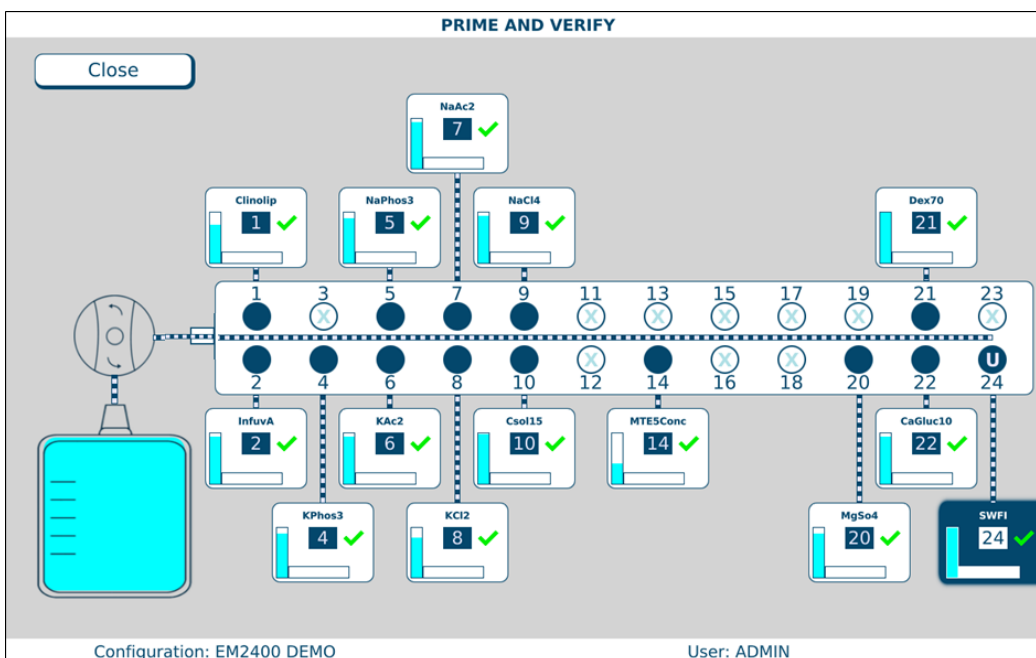 PRIME AND VERIFY
Close
NaAc2
7
Clinolip
1
NaPhos3
5
NaCl4
9
Dex70
21
1 3 5 7 9 11 13 15 17 19 21 23
X X X X X X X
X X X U
2 4 6 8 10 12 14 16 18 20 22 24
InfuvA
2
KAc2
6
Csol15
10
MTE5Conc
14
CaGluc10
22
KPhos3
4
KCl2
8
MgSo4
20
SWFI
24
Configuration: EM2400 DEMO User: ADMIN